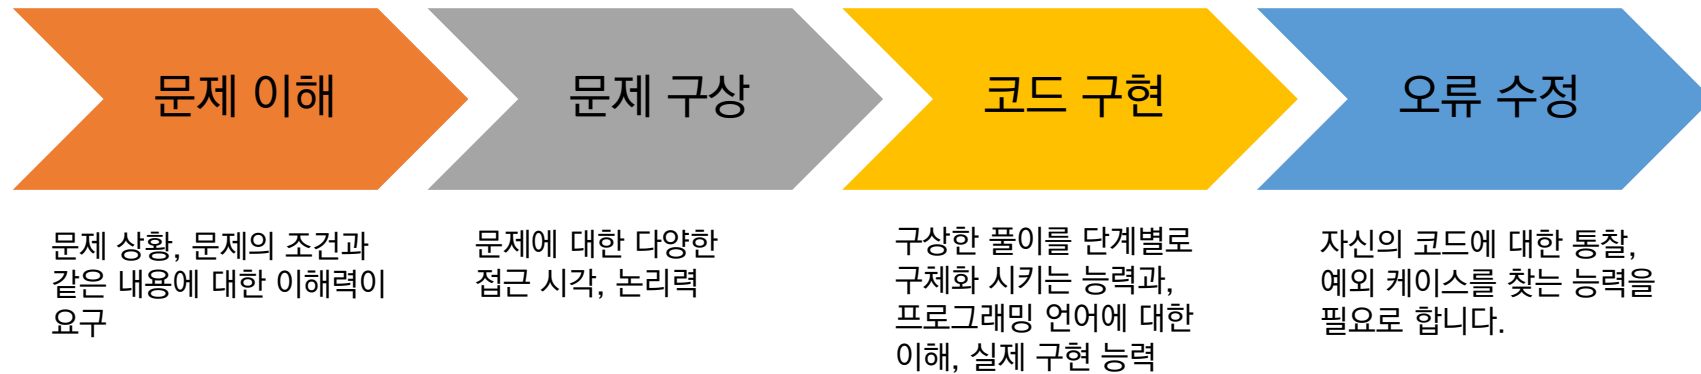 문제 이해
문제 구상
코드 구현
오류 수정
문제 상황, 문제의 조건과
같은 내용에 대한 이해력이
요구
문제에 대한 다양한
접근 시각, 논리력
구상한 풀이를 단계별로
구체화 시키는 능력과,
프로그래밍 언어에 대한
이해, 실제 구현 능력
자신의 코드에 대한 통찰,
예외 케이스를 찾는 능력을
필요로 합니다.